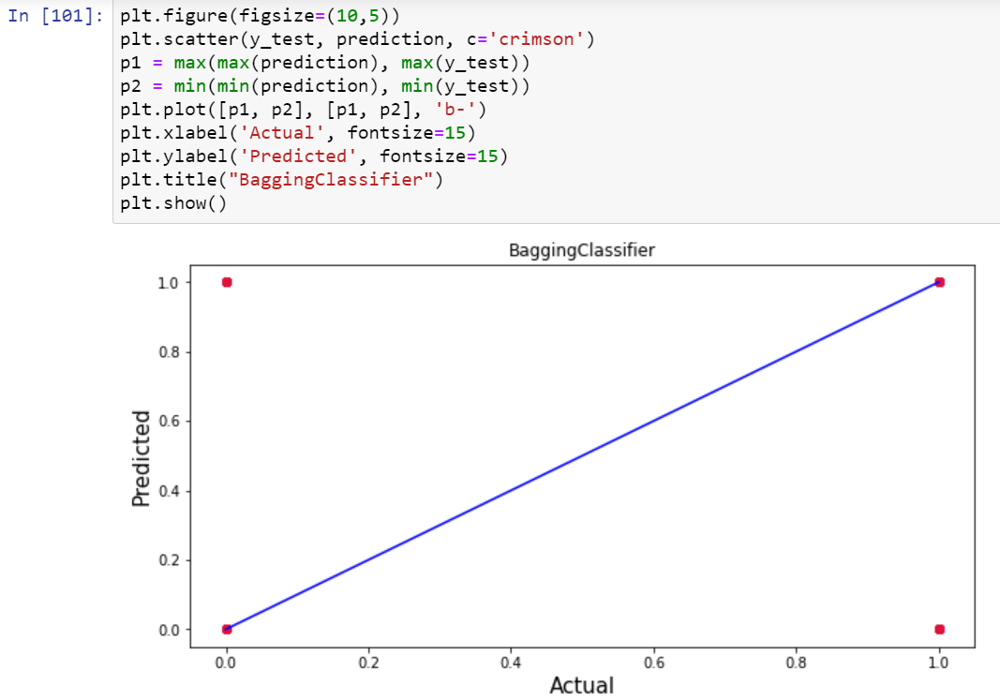 In [101]: plt.figure(figsize=(10,5))
plt.scatter(y_test, prediction, c='crimson')
p1 = max(max(prediction), max(y_test))
p2 = min(min(prediction), min(y_test))
plt.plot([p1, p2], [p1, p2], 'b-')
plt.xlabel('Actual', fontsize=15)
plt.ylabel('Predicted', fontsize=15)
plt.title("BaggingClassifier")
plt.show()
BaggingClassifier
1.0
0.8
0.6
0.4
0.2
0.0
Predicted
0.0 0.2 0.4 0.6 0.8 1.0
Actual